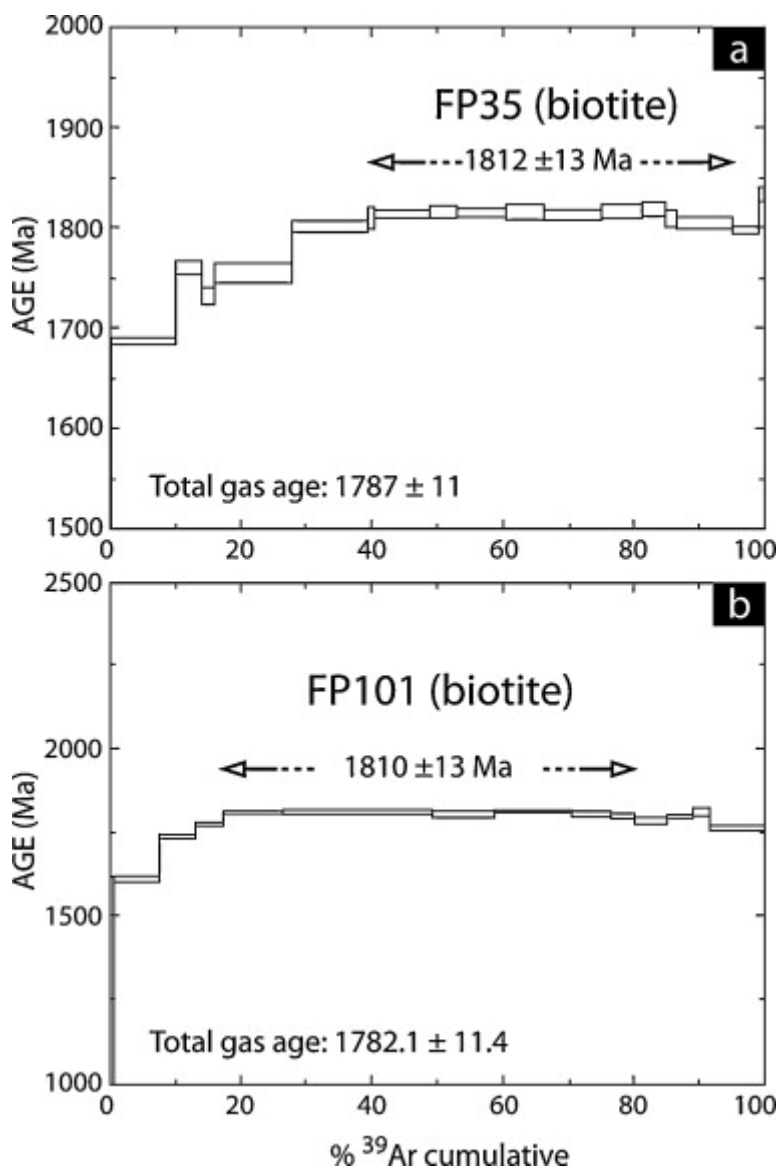 2000
a
FP35 (biotite)
1900
1812 ±13 Ma
1800
AGE (Ma)
1700
1600
Total gas age: 1787 ± 11
1500
0 20 40 60 80 100
2500
b
FP101 (biotite)
2000
1810 ±13 Ma
AGE (Ma)
1500
Total gas age: 1782.1 ± 11.4
1000
0 20 40 60 80 100
% ³⁹Ar cumulative